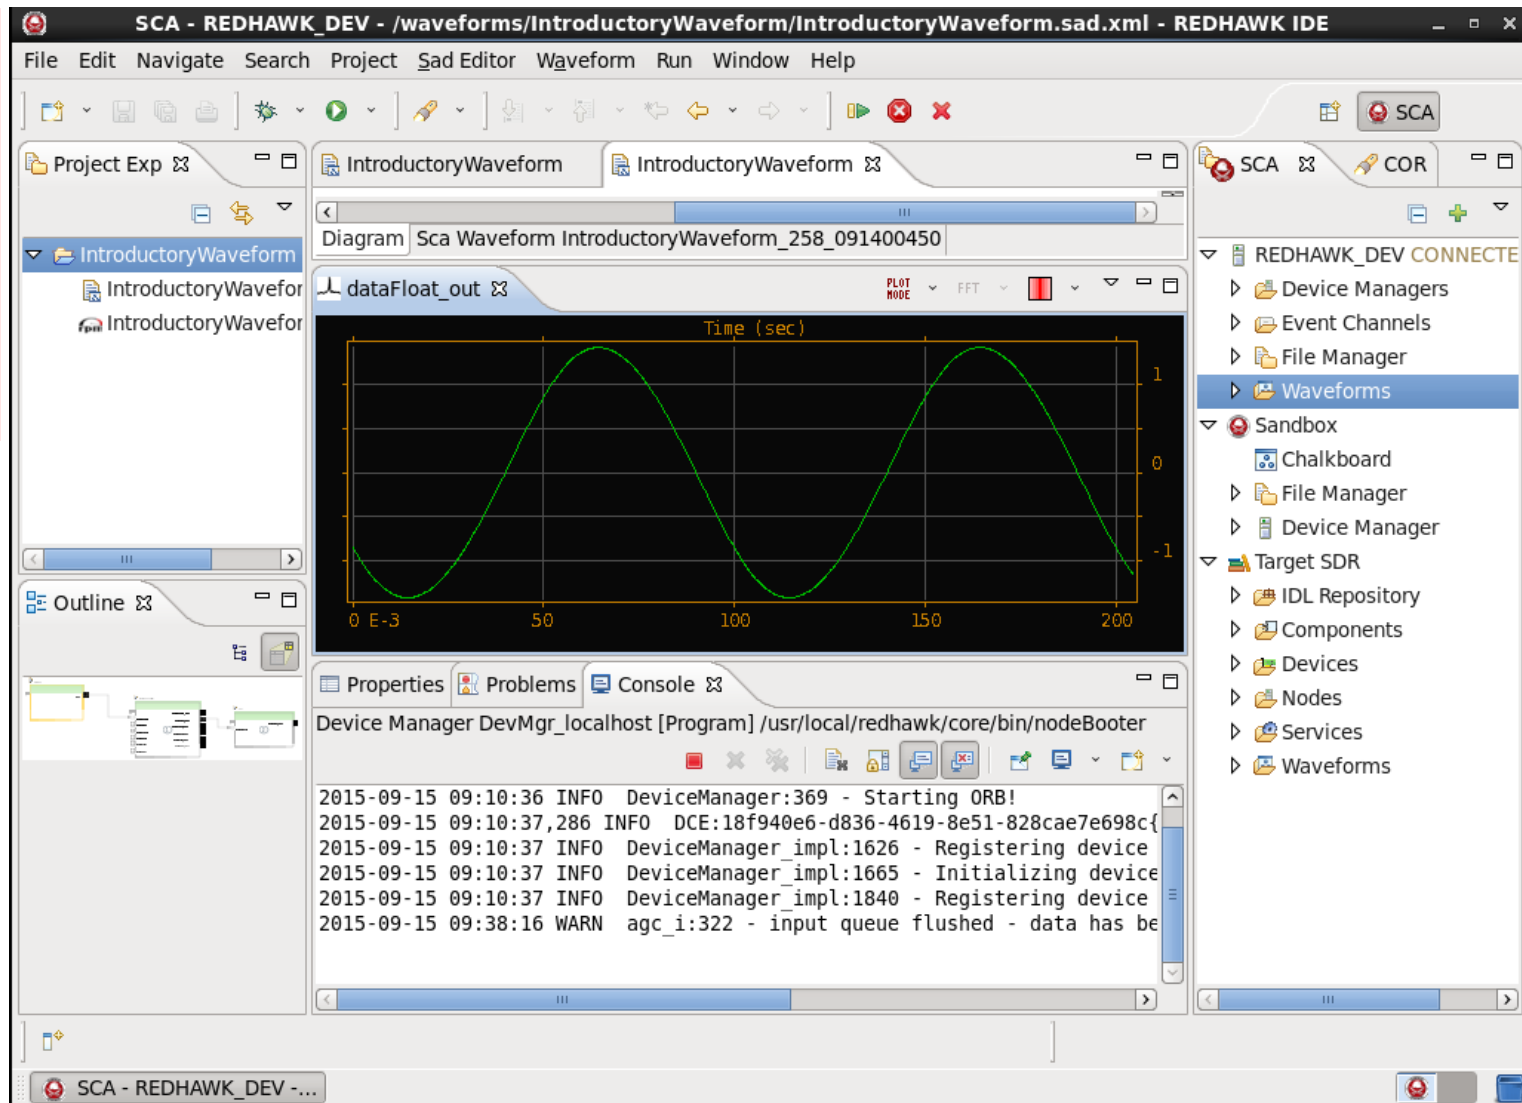 SCA - REDHAWK_DEV - /waveforms/IntroductoryWaveform/IntroductoryWaveform.sad.xml - REDHAWK IDE
File Edit Navigate Search Project Sad Editor Waveform Run Window Help
SCA
Project Exp
IntroductoryWaveform
IntroductoryWavefor
IntroductoryWavefor
Outline
IntroductoryWaveform
IntroductoryWaveform
Diagram Sca Waveform IntroductoryWaveform_258_091400450
dataFloat_out
PLOT MODE FFT
Time (sec)
1
0
-1
0 E-3 50 100 150 200
Properties Problems Console
Device Manager DevMgr_localhost [Program] /usr/local/redhawk/core/bin/nodeBooter
2015-09-15 09:10:36 INFO DeviceManager:369 - Starting ORB!
2015-09-15 09:10:37,286 INFO DCE:18f940e6-d836-4619-8e51-828cae7e698c{
2015-09-15 09:10:37 INFO DeviceManager_impl:1626 - Registering device
2015-09-15 09:10:37 INFO DeviceManager_impl:1665 - Initializing device
2015-09-15 09:10:37 INFO DeviceManager_impl:1840 - Registering device
2015-09-15 09:38:16 WARN agc_i:322 - input queue flushed - data has be
SCA COR
REDHAWK_DEV CONNECTE
Device Managers
Event Channels
File Manager
Waveforms
Sandbox
Chalkboard
File Manager
Device Manager
Target SDR
IDL Repository
Components
Devices
Nodes
Services
Waveforms
SCA - REDHAWK_DEV -...